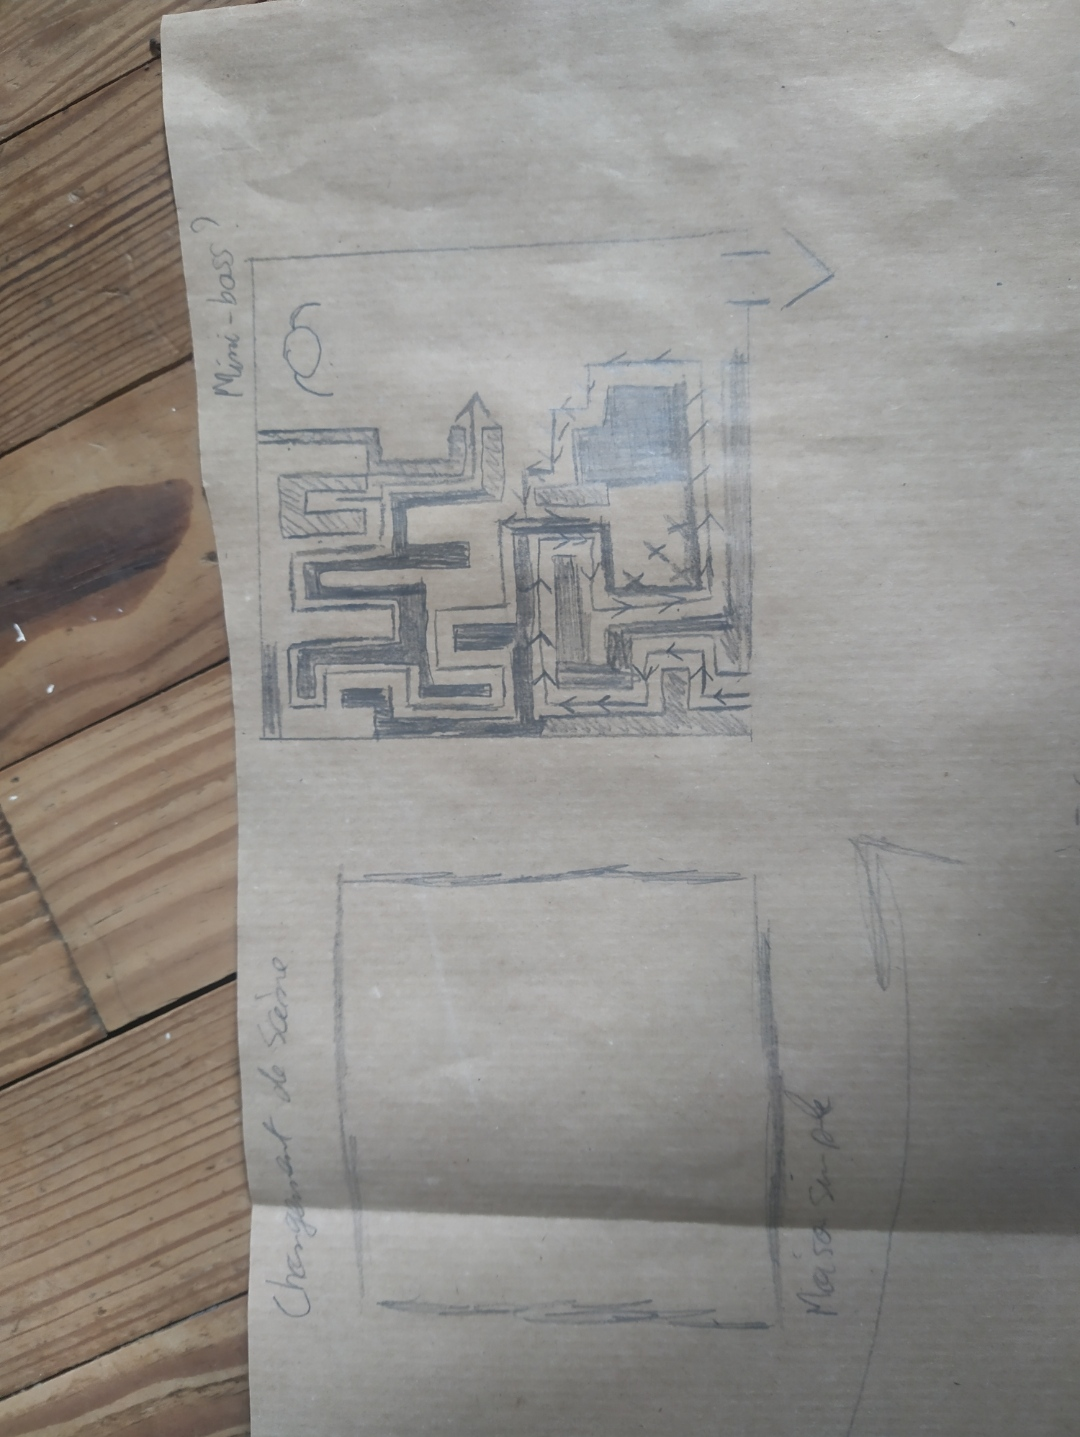 Changement de Scène
Mini-boss ?
Maison simple